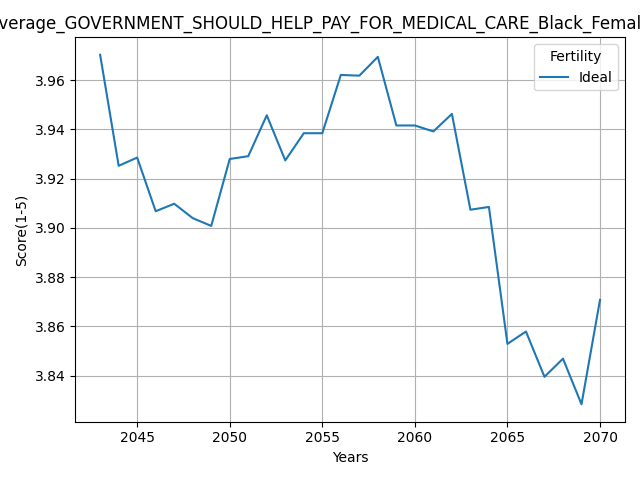 verage_GOVERNMENT_SHOULD_HELP_PAY_FOR_MEDICAL_CARE_Black_Femal
Fertility
Ideal
3.96
3.94
3.92
3.90
3.88
3.86
3.84
Score(1-5)
2045 2050 2055 2060 2065 2070
Years